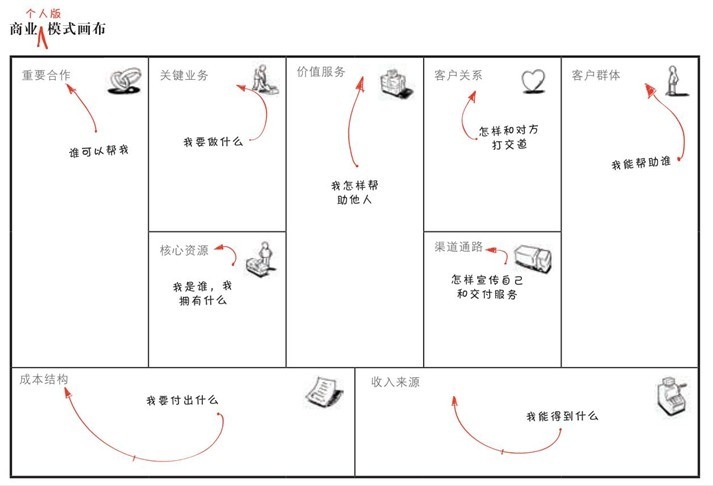 个人版
商业 模式画布
重要合作
谁可以帮我
关键业务
我要做什么
价值服务
我怎样帮
助他人
客户关系
怎样和对方
打交道
客户群体
我能帮助谁
核心资源
我是谁，我
拥有什么
渠道通路
怎样宣传自己
和交付服务
成本结构
我要付出什么
收入来源
我能得到什么